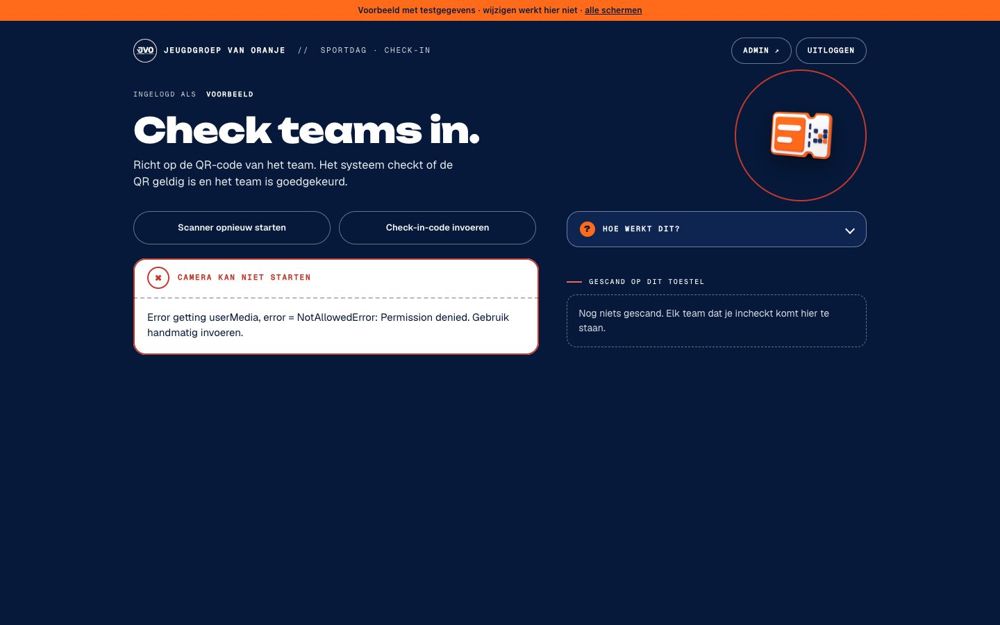 Voorbeeld met testgegevens · wijzigen werkt hier niet · alle schermen
JVO JEUGDGROEP VAN ORANJE // SPORTDAG · CHECK-IN
ADMIN ↗ UITLOGGEN
INGELOGD ALS VOORBEELD
Check teams in.
Richt op de QR-code van het team. Het systeem checkt of de
QR geldig is en het team is goedgekeurd.
Scanner opnieuw starten Check-in-code invoeren
? HOE WERKT DIT?
CAMERA KAN NIET STARTEN
Error getting userMedia, error = NotAllowedError: Permission denied. Gebruik
handmatig invoeren.
GESCAND OP DIT TOESTEL
Nog niets gescand. Elk team dat je incheckt komt hier te
staan.